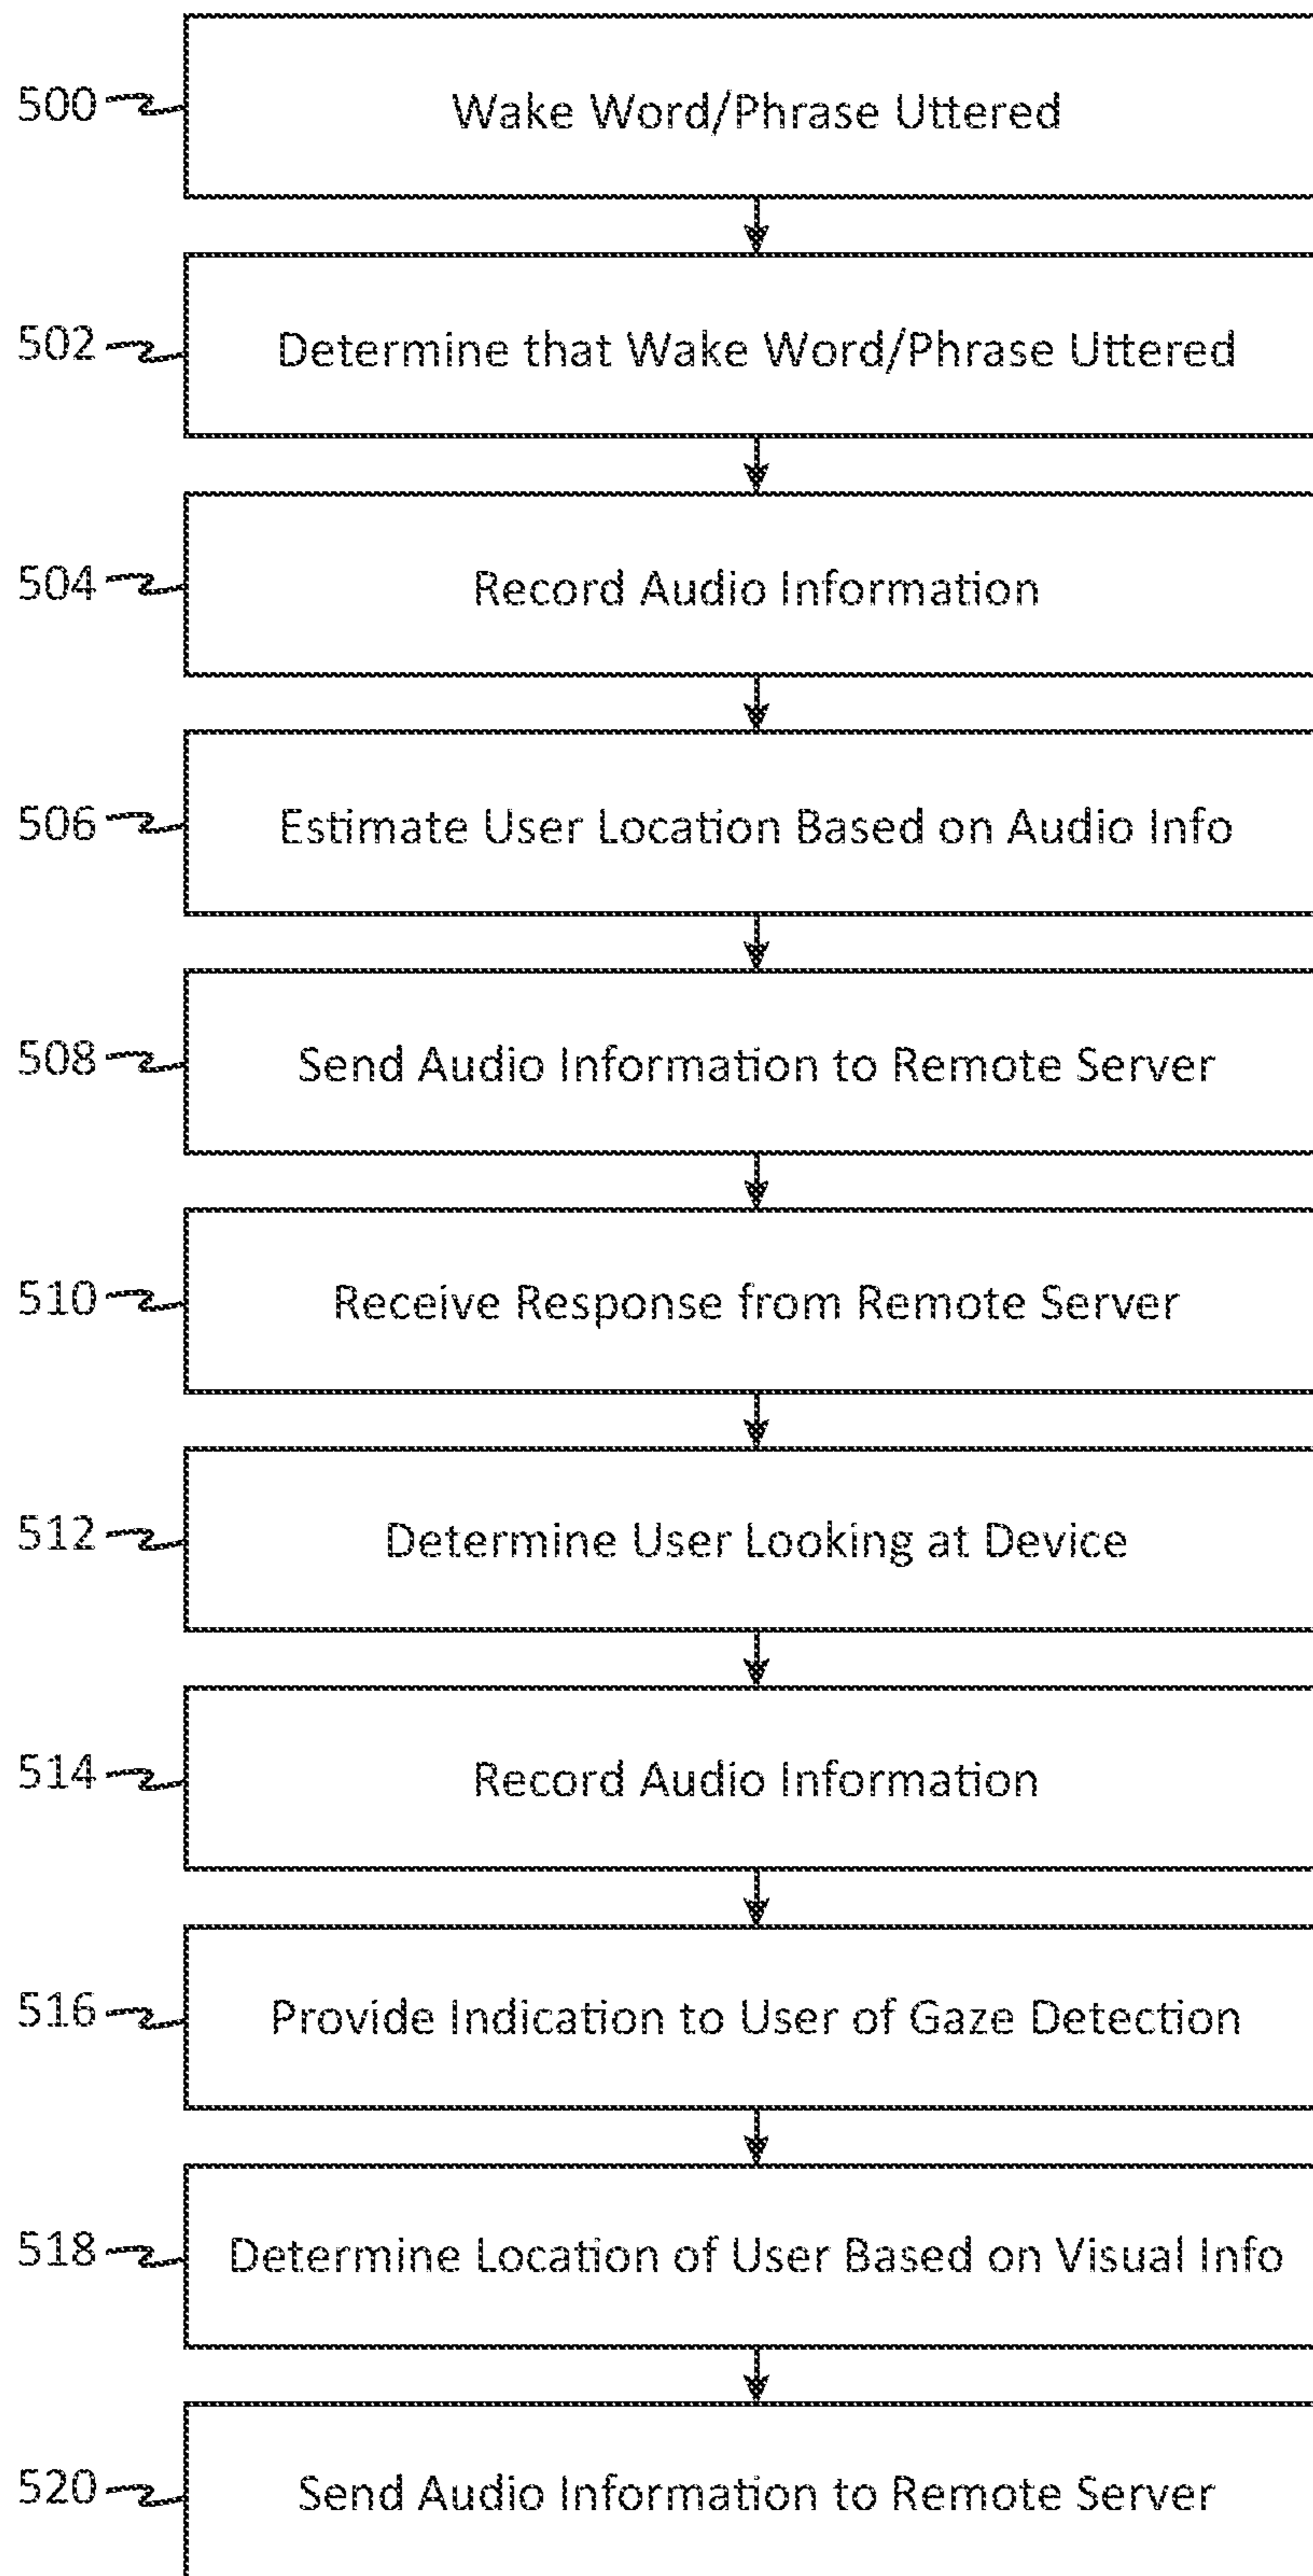 500 Wake Word/Phrase Uttered
502 Determine that Wake Word/Phrase Uttered
504 Record Audio Information
506 Estimate User Location Based on Audio Info
508 Send Audio Information to Remote Server
510 Receive Response from Remote Server
512 Determine User Looking at Device
514 Record Audio Information
516 Provide Indication to User of Gaze Detection
518 Determine Location of User Based on Visual Info
520 Send Audio Information to Remote Server